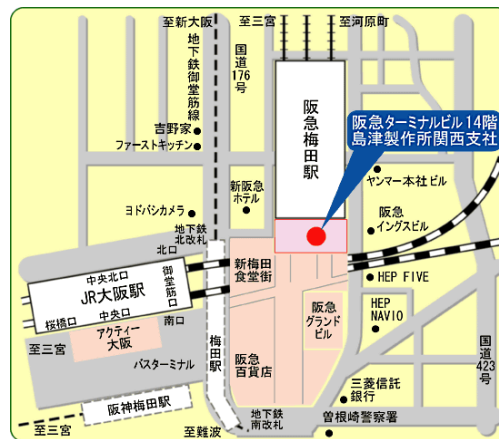 至新大阪
至三宮
至河原町
地下鉄御堂筋線
国道
176
号
阪急梅田駅
阪急ターミナルビル14階
島津製作所関西支社
吉野家
ファーストキッチン
ヤンマー本社ビル
新阪急
ホテル
ヨドバシカメラ
阪急
イングスビル
地下鉄
北改札
北口
中央北口
JR大阪駅
御堂筋口
新梅田
食堂街
HEP FIVE
桜橋口
中央口
南口
アクティー
大阪
梅田駅
阪急
グランド
ビル
HEP
NAVIO
至三宮
バスターミナル
阪急
百貨店
国道
423
号
阪神梅田駅
三菱信託
銀行
地下鉄
南改札
曽根崎警察署
至三宮
至難波